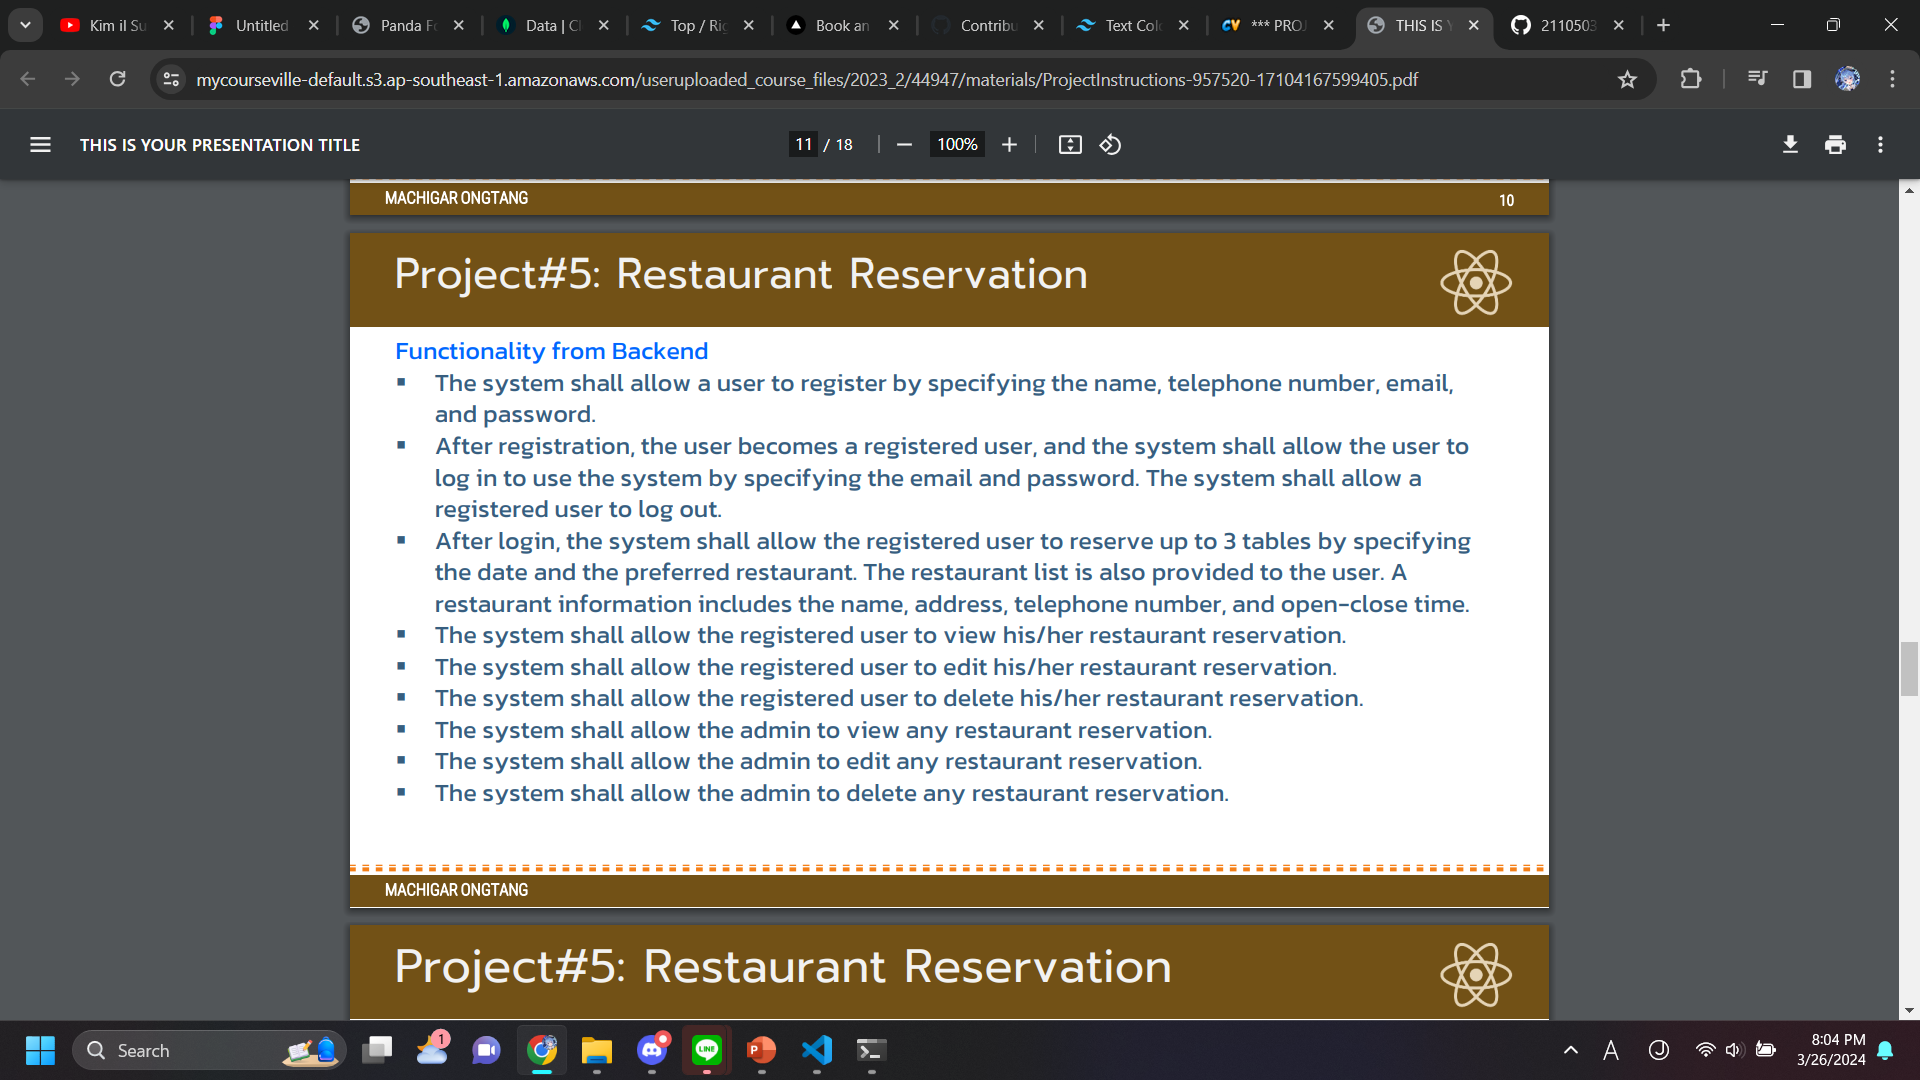 Kim il Su
Untitled
Panda Fo
Data | Cl
Top / Rig
Book an
Contribu
Text Colo
*** PROJ
THIS IS Y
2110503
mycourseville-default.s3.ap-southeast-1.amazonaws.com/useruploaded_course_files/2023_2/44947/materials/ProjectInstructions-957520-17104167599405.pdf
THIS IS YOUR PRESENTATION TITLE
11 / 18
100%
MACHIGAR ONGTANG
10
Project#5: Restaurant Reservation
Functionality from Backend
▪ The system shall allow a user to register by specifying the name, telephone number, email,
and password.
▪ After registration, the user becomes a registered user, and the system shall allow the user to
log in to use the system by specifying the email and password. The system shall allow a
registered user to log out.
▪ After login, the system shall allow the registered user to reserve up to 3 tables by specifying
the date and the preferred restaurant. The restaurant list is also provided to the user. A
restaurant information includes the name, address, telephone number, and open-close time.
▪ The system shall allow the registered user to view his/her restaurant reservation.
▪ The system shall allow the registered user to edit his/her restaurant reservation.
▪ The system shall allow the registered user to delete his/her restaurant reservation.
▪ The system shall allow the admin to view any restaurant reservation.
▪ The system shall allow the admin to edit any restaurant reservation.
▪ The system shall allow the admin to delete any restaurant reservation.
MACHIGAR ONGTANG
Project#5: Restaurant Reservation
Search
1
LINE
P
A
J
8:04 PM
3/26/2024